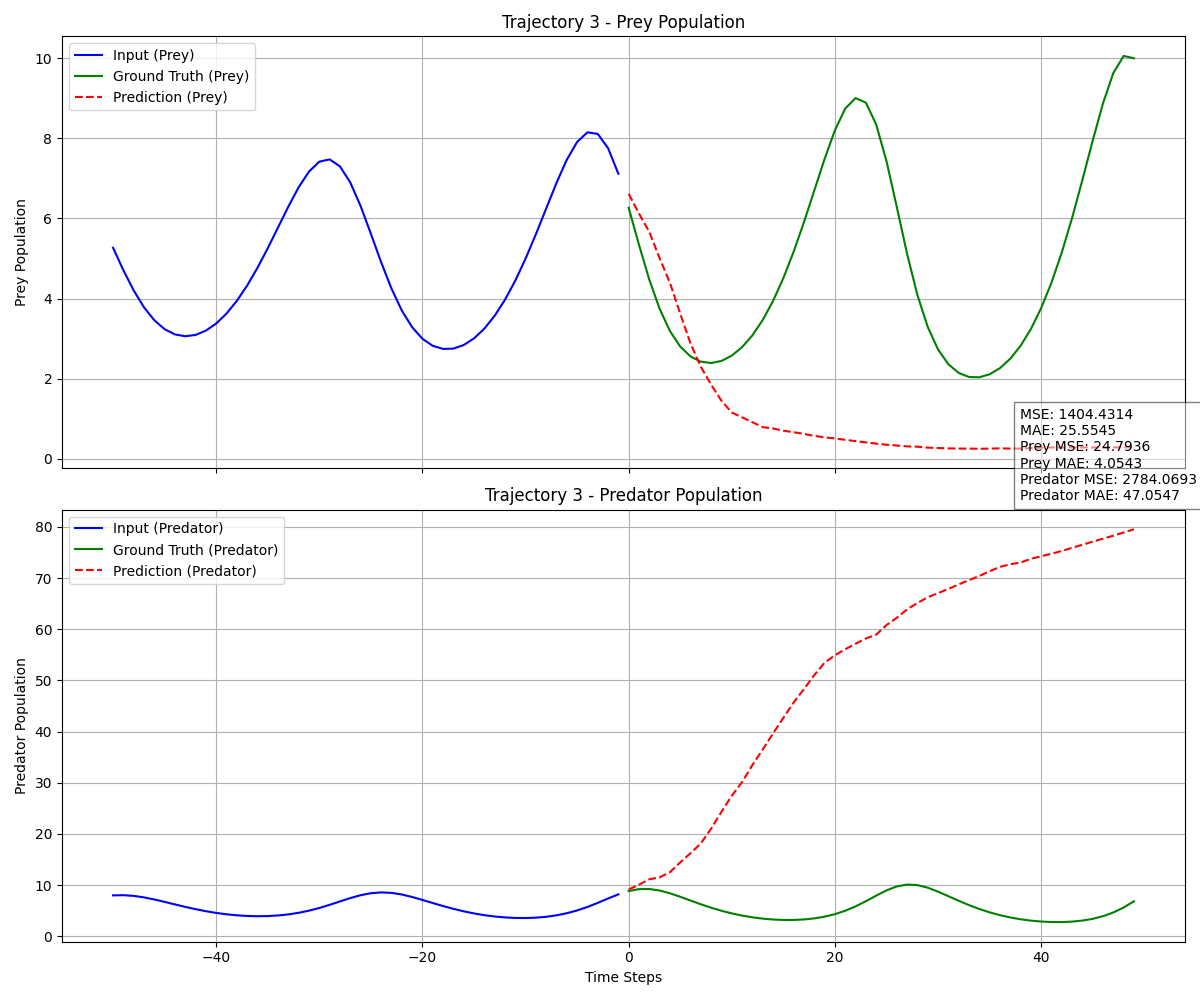 Trajectory 3 - Prey Population
Input (Prey)
Ground Truth (Prey)
Prediction (Prey)
10
8
6
4
2
0
Prey Population
MSE: 1404.4314
MAE: 25.5545
Prey MSE: 24.7936
Prey MAE: 4.0543
Predator MSE: 2784.0693
Predator MAE: 47.0547
Trajectory 3 - Predator Population
Input (Predator)
Ground Truth (Predator)
Prediction (Predator)
80
70
60
50
40
30
20
10
0
Predator Population
−40
−20
0
20
40
Time Steps